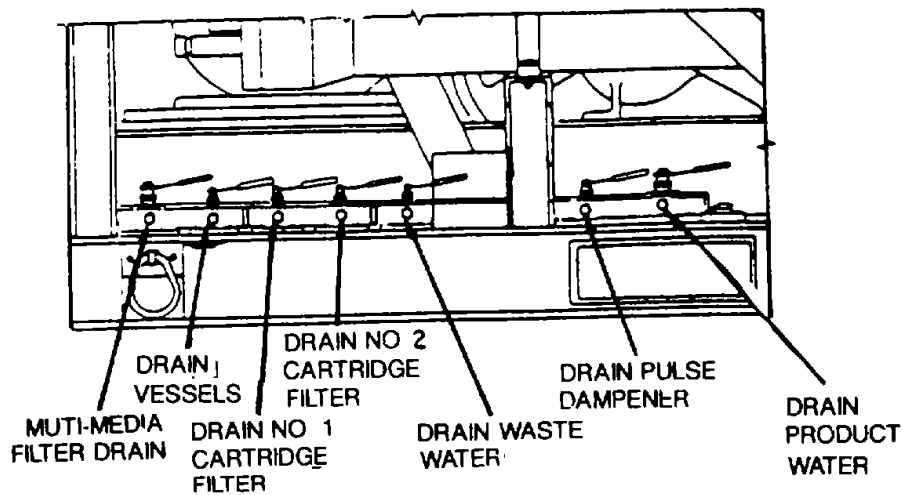 MUTI-MEDIA
FILTER DRAIN
DRAIN
VESSELS
DRAIN NO 1
CARTRIDGE
FILTER
DRAIN NO 2
CARTRIDGE
FILTER
DRAIN WASTE
WATER
DRAIN PULSE
DAMPENER
DRAIN
PRODUCT
WATER